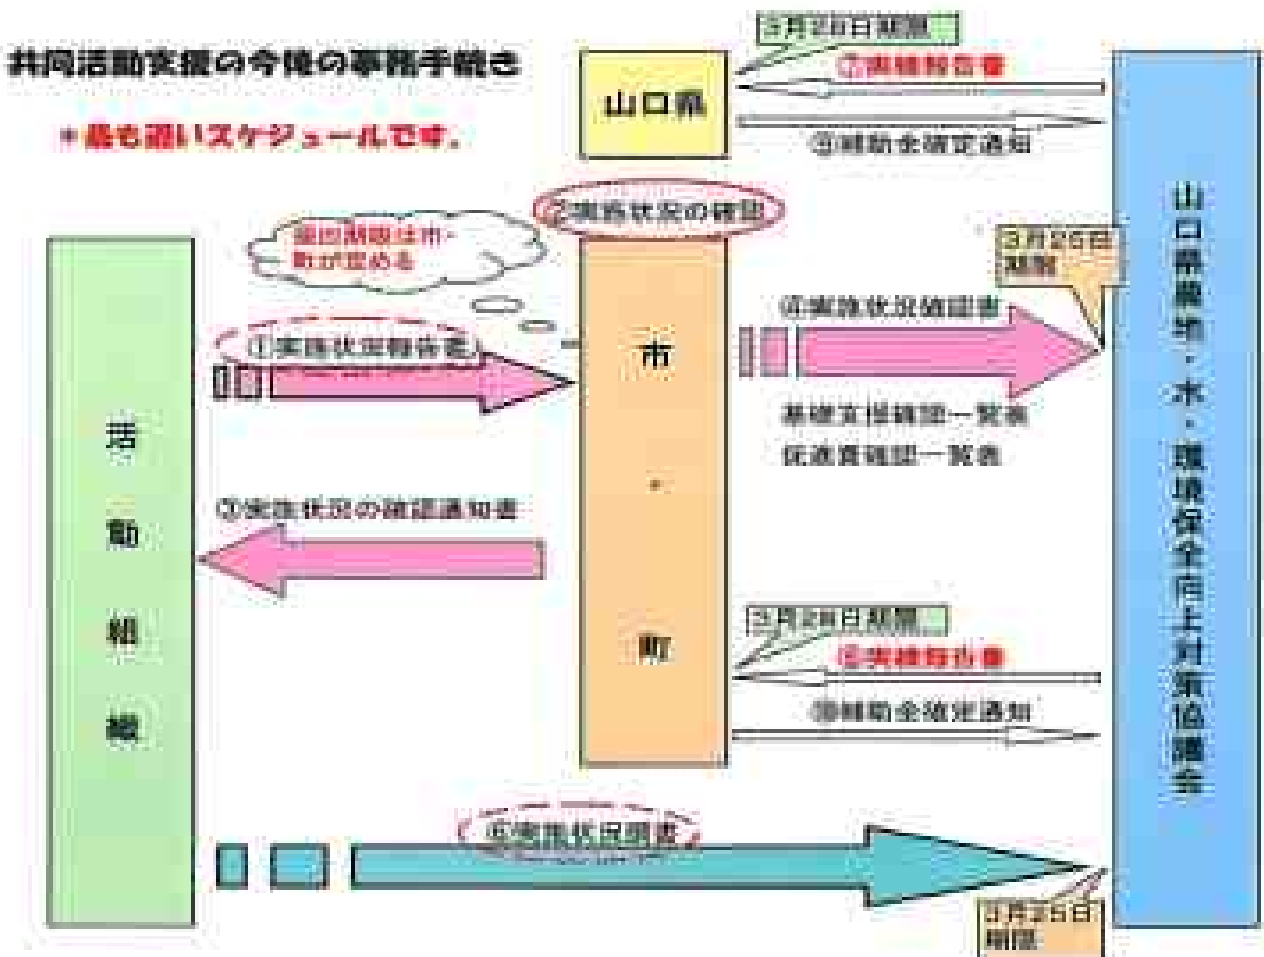 共同活動支援の今後の事務手続き
＊最も遅いスケジュールです。
山口県
3月28日期限
⑦実績報告書
補助金確定通知
②実施状況の確認
提出期限は市・
町が定める
①実施状況報告書
③実施状況の確認通知書
活動組織
市・町
3月25日
期限
④実施状況確認書
基礎支援確認一覧表
促進費確認一覧表
3月28日期限
実績報告書
⑩補助金確定通知
実施状況調書
3月25日
期限
山口県農地・水・環境保全向上対策協議会